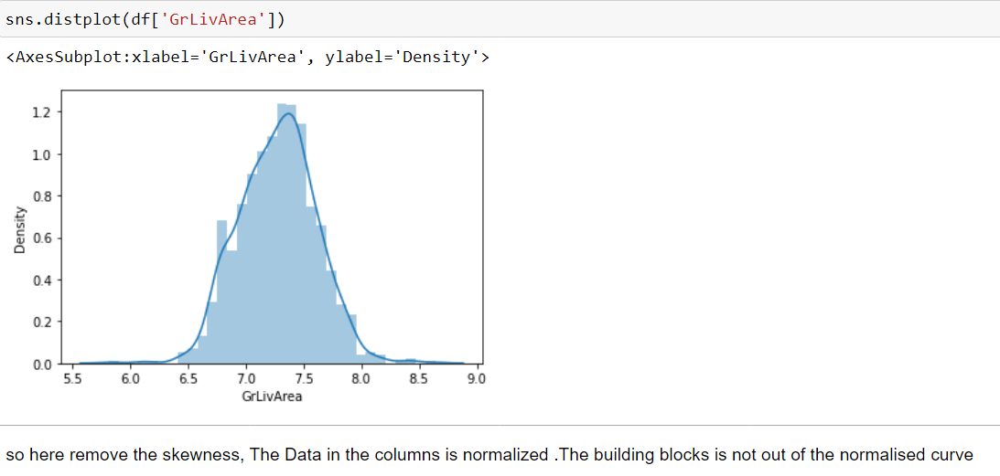 sns.distplot(df['GrLivArea'])
<AxesSubplot:xlabel='GrLivArea', ylabel='Density'>
1.2
1.0
0.8
0.6
0.4
0.2
0.0
Density
5.5 6.0 6.5 7.0 7.5 8.0 8.5 9.0
GrLivArea
so here remove the skewness, The Data in the columns is normalized .The building blocks is not out of the normalised curve